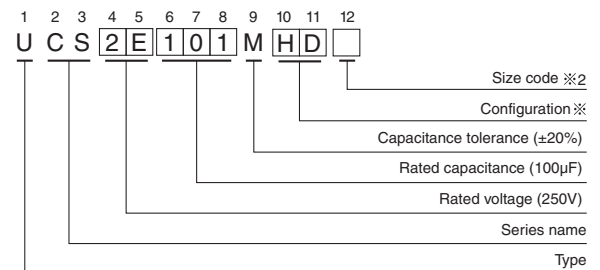 1 2 3 4 5 6 7 8 9 10 11 12
U C S 2 E 1 0 1 M H D
Size code ※2
Configuration ※
Capacitance tolerance (±20%)
Rated capacitance (100µF)
Rated voltage (250V)
Series name
Type